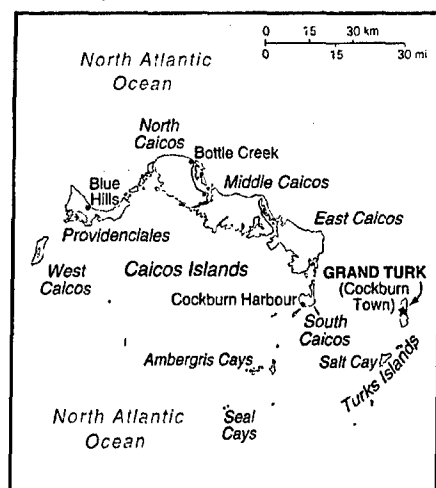 0 15 30 km
0 15 30 mi
North Atlantic
Ocean
North
Caicos
Bottle Creek
Blue
Hills
Middle Caicos
Providenciales
East Caicos
West
Caicos
Caicos Islands
GRAND TURK
(Cockburn
Town)
Cockburn Harbour
South
Caicos
Ambergris Cays
Salt Cay
Turks Islands
North Atlantic
Ocean
Seal
Cays